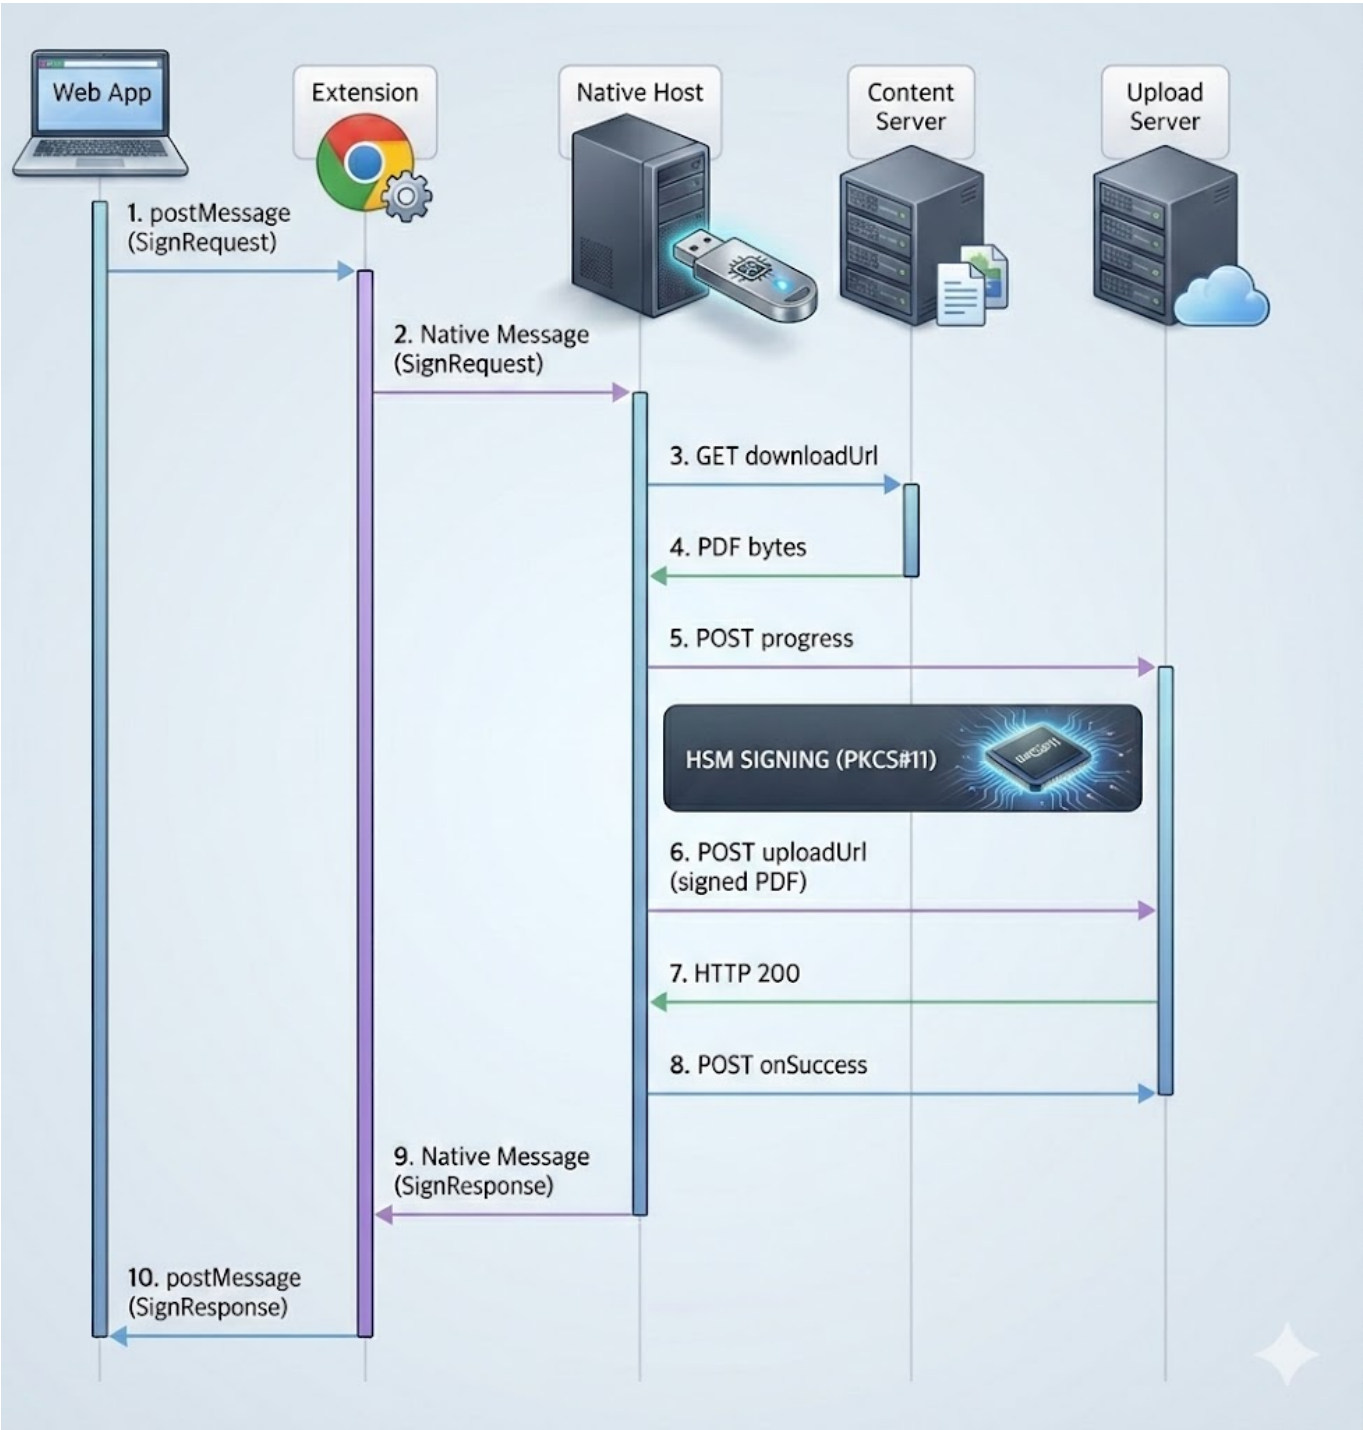 Web App
Extension
Native Host
Content
Server
Upload
Server
1. postMessage
(SignRequest)
2. Native Message
(SignRequest)
3. GET downloadUrl
4. PDF bytes
5. POST progress
HSM SIGNING (PKCS#11)
6. POST uploadUrl
(signed PDF)
7. HTTP 200
8. POST onSuccess
9. Native Message
(SignResponse)
10. postMessage
(SignResponse)